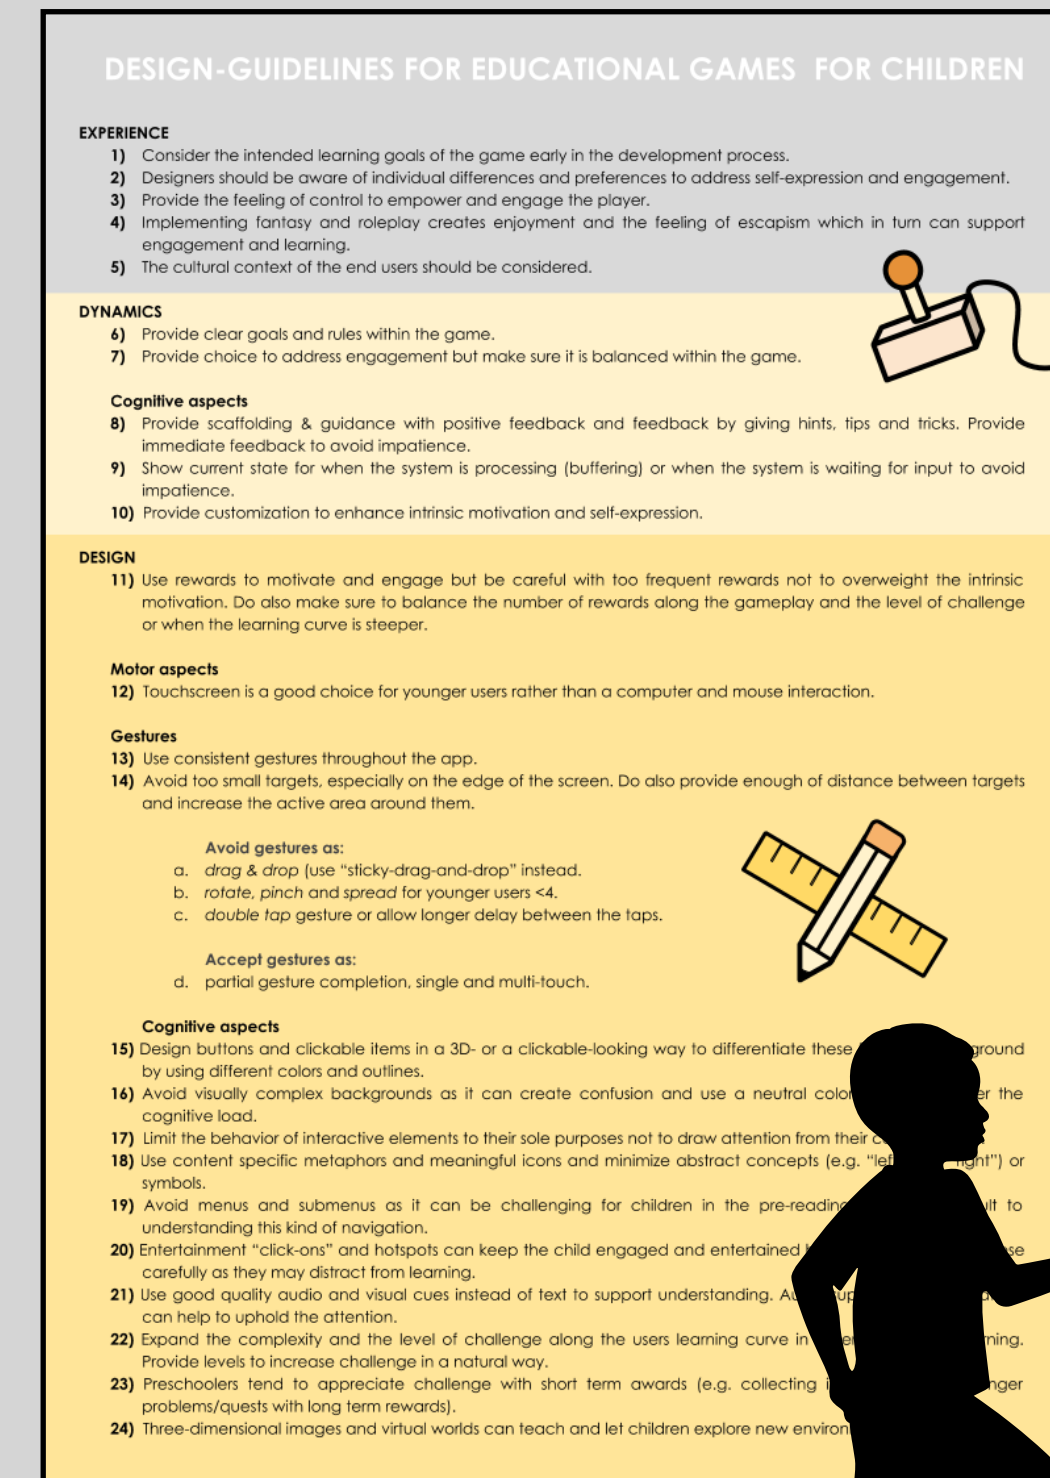 DESIGN-GUIDELINES FOR EDUCATIONAL GAMES FOR CHILDREN
EXPERIENCE
1) Consider the intended learning goals of the game early in the development process.
2) Designers should be aware of individual differences and preferences to address self-expression and engagement.
3) Provide the feeling of control to empower and engage the player.
4) Implementing fantasy and roleplay creates enjoyment and the feeling of escapism which in turn can support
engagement and learning.
5) The cultural context of the end users should be considered.
DYNAMICS
6) Provide clear goals and rules within the game.
7) Provide choice to address engagement but make sure it is balanced within the game.
Cognitive aspects
8) Provide scaffolding & guidance with positive feedback and feedback by giving hints, tips and tricks. Provide
immediate feedback to avoid impatience.
9) Show current state for when the system is processing (buffering) or when the system is waiting for input to avoid
impatience.
10) Provide customization to enhance intrinsic motivation and self-expression.
DESIGN
11) Use rewards to motivate and engage but be careful with too frequent rewards not to overweight the intrinsic
motivation. Do also make sure to balance the number of rewards along the gameplay and the level of challenge
or when the learning curve is steeper.
Motor aspects
12) Touchscreen is a good choice for younger users rather than a computer and mouse interaction.
Gestures
13) Use consistent gestures throughout the app.
14) Avoid too small targets, especially on the edge of the screen. Do also provide enough of distance between targets
and increase the active area around them.
Avoid gestures as:
a. drag & drop (use “sticky-drag-and-drop” instead.
b. rotate, pinch and spread for younger users <4.
c. double tap gesture or allow longer delay between the taps.
Accept gestures as:
d. partial gesture completion, single and multi-touch.
Cognitive aspects
15) Design buttons and clickable items in a 3D- or a clickable-looking way to differentiate these
by using different colors and outlines.
16) Avoid visually complex backgrounds as it can create confusion and use a neutral the
cognitive load.
17) Limit the behavior of interactive elements to their sole purposes not to draw attention from their
18) Use content specific metaphors and meaningful icons and minimize abstract concepts (e.g. right”) or
symbols.
19) Avoid menus and submenus as it can be challenging for children in the to
understanding this kind of navigation.
20) Entertainment “click-ons” and hotspots can keep the child engaged and entertained
carefully as they may distract from learning.
21) Use good quality audio and visual cues instead of text to support understanding.
can help to uphold the attention.
22) Expand the complexity and the level of challenge along the users learning curve in
Provide levels to increase challenge in a natural way.
23) Preschoolers tend to appreciate challenge with short term awards (e.g. collecting
problems/quests with long term rewards).
24) Three-dimensional images and virtual worlds can teach and let children explore new